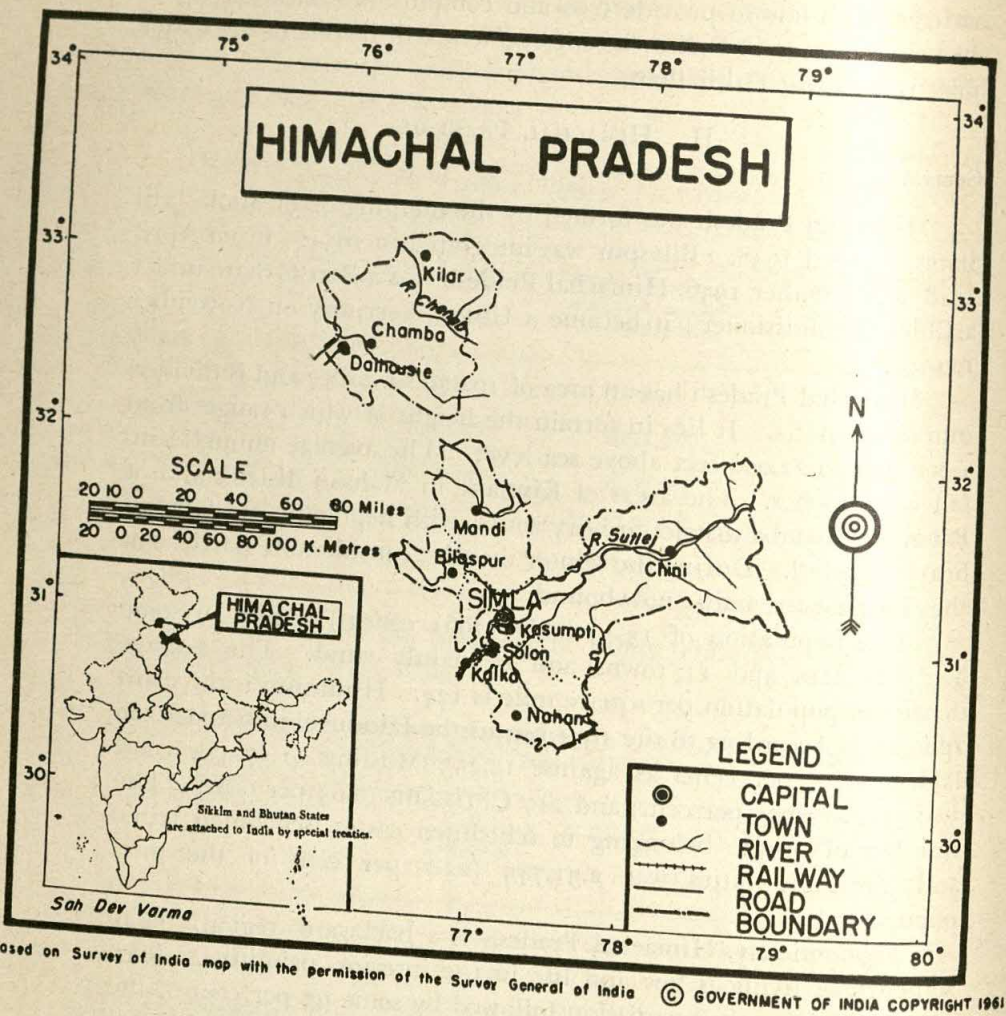 75° 76° 77° 78° 79°
34° 34°
HIMACHAL PRADESH
33° 33°
Kilar
R. Chenab
Chamba
Dalhousie
32° 32°
N
SCALE
20 10 0 20 40 60 80 Miles
20 0 20 40 60 80 100 K.Metres
Mandi
R. Sutlej
Chini
Bilaspur
31° 31°
SIMLA
Kasumpti
Solon
Kalka
Nahan
HIMACHAL
PRADESH
30° 30°
Sikkim and Bhutan States
are attached to India by special treaties.
LEGEND
CAPITAL
TOWN
RIVER
RAILWAY
ROAD
BOUNDARY
Sah Dev Varma
77° 78° 79° 80°
ased on Survey of India map with the permission of the Survey General of India © GOVERNMENT OF INDIA COPYRIGHT 1961